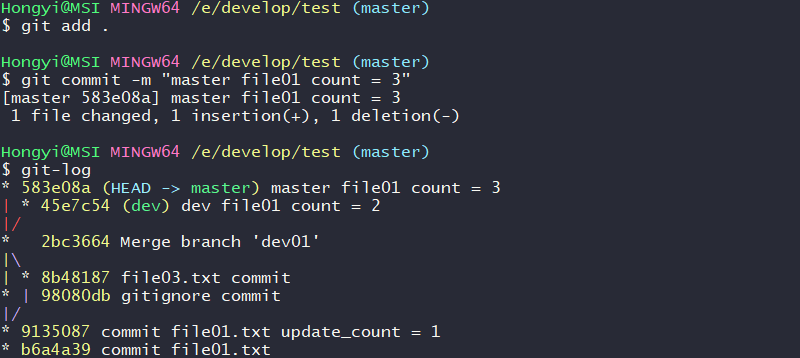 Hongyi@MSI MINGW64 /e/develop/test (master)
$ git add .
Hongyi@MSI MINGW64 /e/develop/test (master)
$ git commit -m "master file01 count = 3"
[master 583e08a] master file01 count = 3
 1 file changed, 1 insertion(+), 1 deletion(-)
Hongyi@MSI MINGW64 /e/develop/test (master)
$ git-log
* 583e08a (HEAD -> master) master file01 count = 3
| * 45e7c54 (dev) dev file01 count = 2
|/
*   2bc3664 Merge branch 'dev01'
|\
| * 8b48187 file03.txt commit
* | 98080db gitignore commit
|/
* 9135087 commit file01.txt update_count = 1
* b6a4a39 commit file01.txt